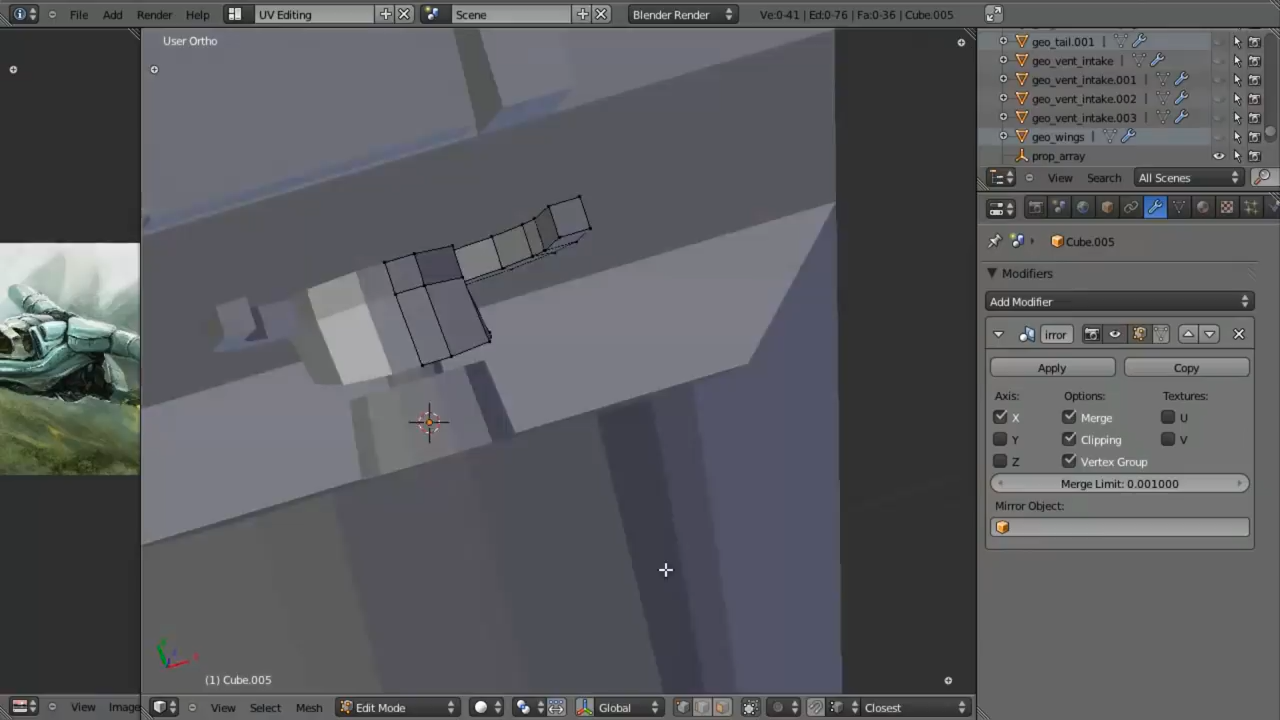 File Add Render Help UV Editing Scene Blender Render Ve:0-41 | Ed:0-76 | Fa:0-36 | Cube.005
User Ortho
geo_tail.001
geo_vent_intake
geo_vent_intake.001
geo_vent_intake.002
geo_vent_intake.003
geo_wings
prop_array
View Search All Scenes
Cube.005
Modifiers
Add Modifier
irror
Apply Copy
Axis: Options: Textures:
X Merge U
Y Clipping V
Z Vertex Group
Merge Limit: 0.001000
Mirror Object:
(1) Cube.005
View Image View Select Mesh Edit Mode Global Closest